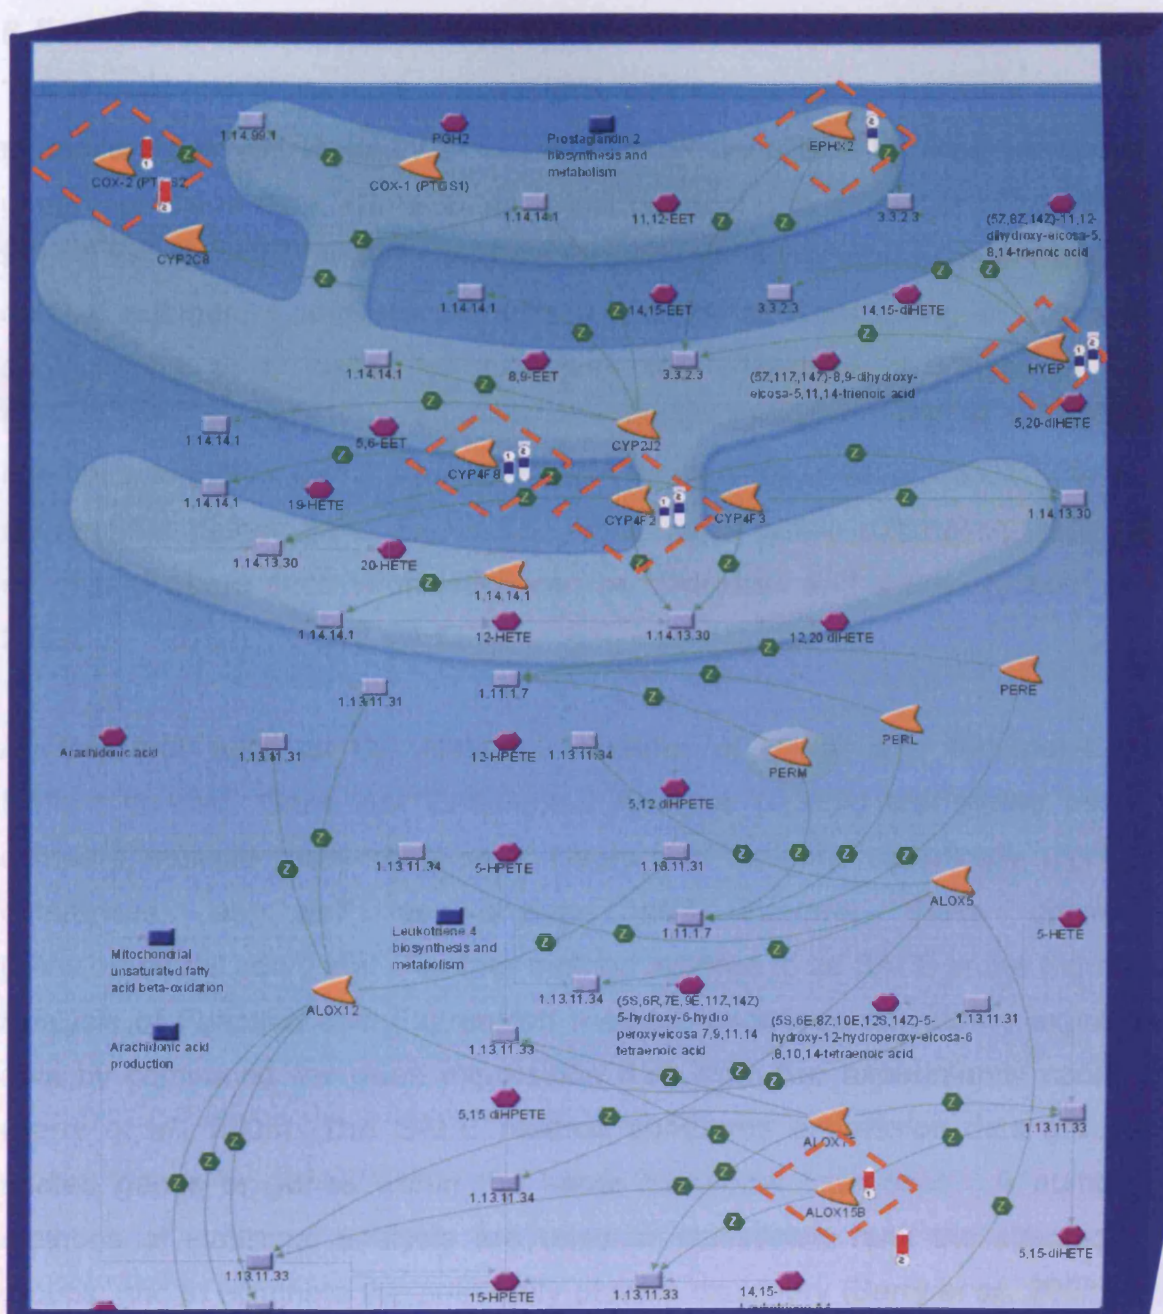 1.14.99.1
PGH2
Prostaglandin 2
biosynthesis and
metabolism
EPHX2
COX-2 (PTGS2)
1
2
2
COX-1 (PTGS1)
1.14.14.1
11,12-EET
3.3.2.3
(5Z,8Z,14Z)-11,12-
dihydroxy-eicosa-5,
8,14-trienoic acid
CYP2C8
1.14.14.1
14,15-EET
3.3.2.3
14,15-diHETE
1.14.14.1
8,9-EET
3.3.2.3
(5Z,11Z,14Z)-8,9-dihydroxy-
eicosa-5,11,14-trienoic acid
HYEP
1
2
5,20-diHETE
1.14.14.1
5,6-EET
CYP2J2
CYP4F8
1
2
1.14.14.1
19-HETE
CYP4F2
1
2
CYP4F3
1.14.13.30
1.14.13.30
20-HETE
1.14.14.1
1.14.14.1
12-HETE
1.14.13.30
12,20 diHETE
1.13.11.31
1.11.1.7
PERE
PERL
Arachidonic acid
1.13.11.31
12-HPETE
1.13.11.34
PERM
5,12 diHPETE
1.13.11.34
5-HPETE
1.13.11.31
ALOX5
Leukotriene 4
biosynthesis and
metabolism
1.11.1.7
5-HETE
Mitochondrial
unsaturated fatty
acid beta-oxidation
ALOX12
1.13.11.34
(5S,6R,7E,9E,11Z,14Z)
5-hydroxy-6-hydro
peroxyeicosa 7,9,11,14
tetraenoic acid
(5S,6E,8Z,10E,12S,14Z)-5-
hydroxy-12-hydroperoxy-eicosa-6
,8,10,14-tetraenoic acid
1.13.11.31
Arachidonic acid
production
1.13.11.33
5,15 diHPETE
ALOX15
1.13.11.33
1.13.11.34
ALOX15B
1
2
5,15-diHETE
1.13.11.33
15-HPETE
1.13.11.33
14,15-